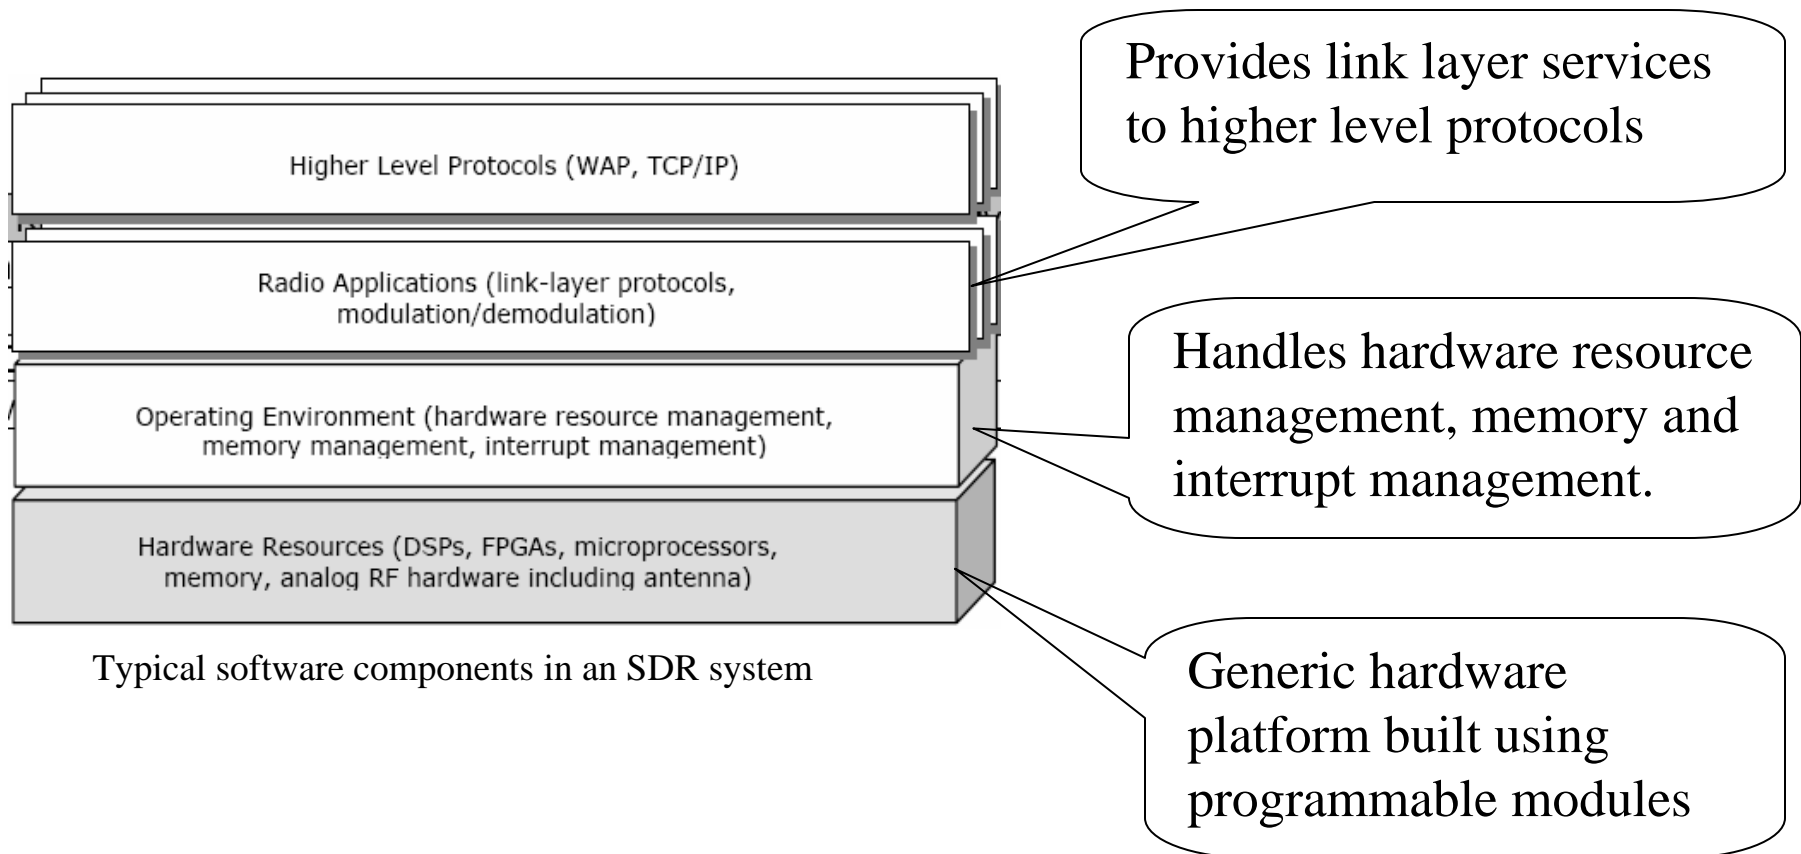 Provides link layer services
to higher level protocols
Higher Level Protocols (WAP, TCP/IP)
Radio Applications (link-layer protocols,
modulation/demodulation)
Handles hardware resource
management, memory and
interrupt management.
Operating Environment (hardware resource management,
memory management, interrupt management)
Hardware Resources (DSPs, FPGAs, microprocessors,
memory, analog RF hardware including antenna)
Generic hardware
platform built using
programmable modules
Typical software components in an SDR system